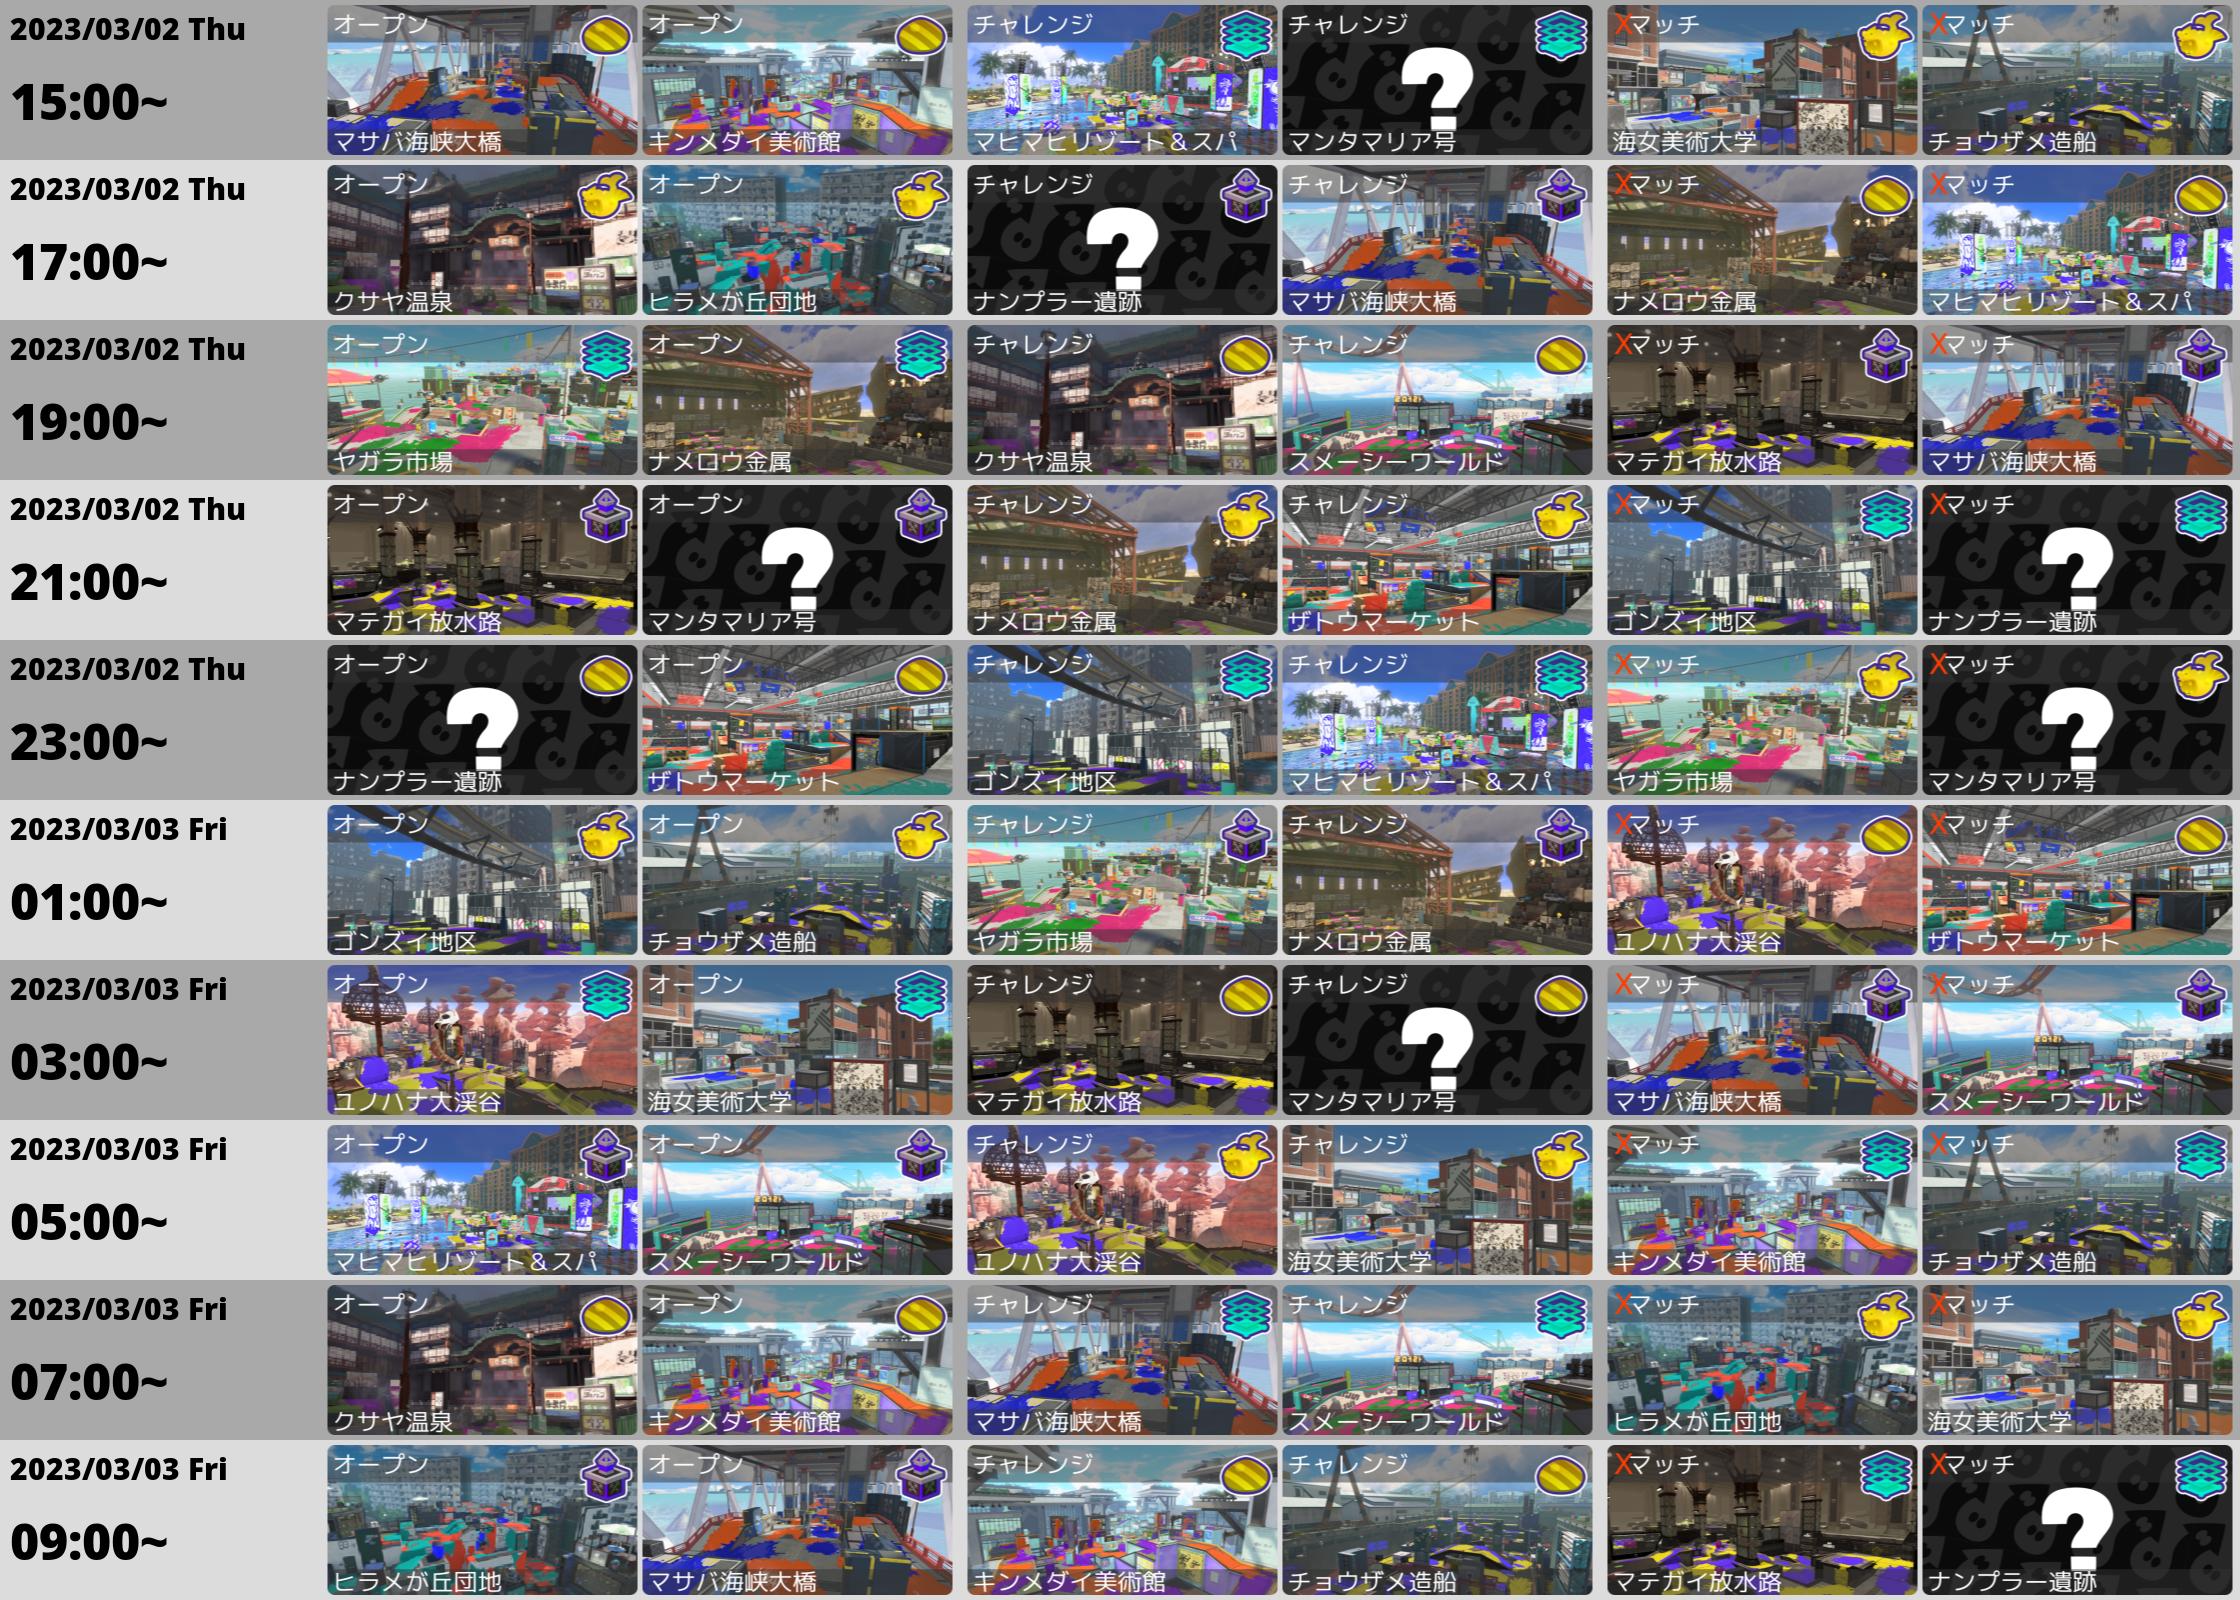 2023/03/02 Thu
15:00~
オープン
マサバ海峡大橋
オープン
キンメダイ美術館
チャレンジ
マヒマヒリゾート＆スパ
チャレンジ
マンタマリア号
Xマッチ
海女美術大学
Xマッチ
チョウザメ造船
2023/03/02 Thu
17:00~
オープン
クサヤ温泉
オープン
ヒラメが丘団地
チャレンジ
ナンプラー遺跡
チャレンジ
マサバ海峡大橋
Xマッチ
ナメロウ金属
Xマッチ
マヒマヒリゾート＆スパ
2023/03/02 Thu
19:00~
オープン
ヤガラ市場
オープン
ナメロウ金属
チャレンジ
クサヤ温泉
チャレンジ
スメーシーワールド
Xマッチ
マテガイ放水路
Xマッチ
マサバ海峡大橋
2023/03/02 Thu
21:00~
オープン
マテガイ放水路
オープン
マンタマリア号
チャレンジ
ナメロウ金属
チャレンジ
ザトウマーケット
Xマッチ
ゴンズイ地区
Xマッチ
ナンプラー遺跡
2023/03/02 Thu
23:00~
オープン
ナンプラー遺跡
オープン
ザトウマーケット
チャレンジ
ゴンズイ地区
チャレンジ
マヒマヒリゾート＆スパ
Xマッチ
ヤガラ市場
Xマッチ
マンタマリア号
2023/03/03 Fri
01:00~
オープン
ゴンズイ地区
オープン
チョウザメ造船
チャレンジ
ヤガラ市場
チャレンジ
ナメロウ金属
Xマッチ
ユノハナ大渓谷
Xマッチ
ザトウマーケット
2023/03/03 Fri
03:00~
オープン
ユノハナ大渓谷
オープン
海女美術大学
チャレンジ
マテガイ放水路
チャレンジ
マンタマリア号
Xマッチ
マサバ海峡大橋
Xマッチ
スメーシーワールド
2023/03/03 Fri
05:00~
オープン
マヒマヒリゾート＆スパ
オープン
スメーシーワールド
チャレンジ
ユノハナ大渓谷
チャレンジ
海女美術大学
Xマッチ
キンメダイ美術館
Xマッチ
チョウザメ造船
2023/03/03 Fri
07:00~
オープン
クサヤ温泉
オープン
キンメダイ美術館
チャレンジ
マサバ海峡大橋
チャレンジ
スメーシーワールド
Xマッチ
ヒラメが丘団地
Xマッチ
海女美術大学
2023/03/03 Fri
09:00~
オープン
ヒラメが丘団地
オープン
マサバ海峡大橋
チャレンジ
キンメダイ美術館
チャレンジ
チョウザメ造船
Xマッチ
マテガイ放水路
Xマッチ
ナンプラー遺跡